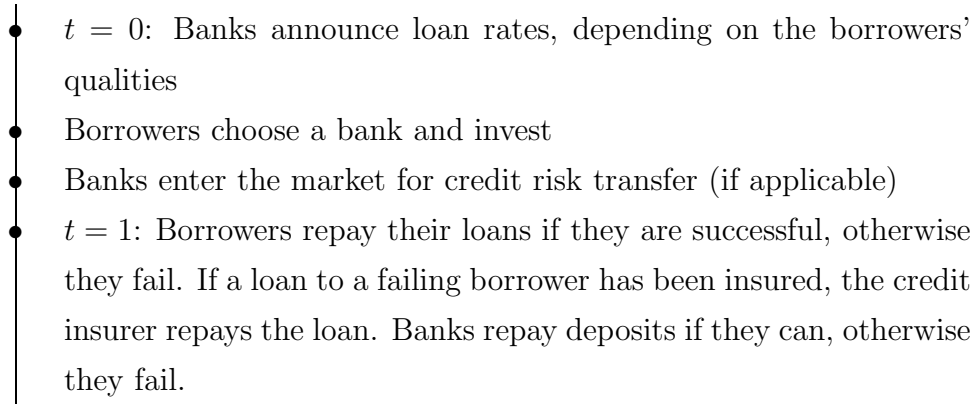 t = 0: Banks announce loan rates, depending on the borrowers'
qualities
Borrowers choose a bank and invest
Banks enter the market for credit risk transfer (if applicable)
t = 1: Borrowers repay their loans if they are successful, otherwise
they fail. If a loan to a failing borrower has been insured, the credit
insurer repays the loan. Banks repay deposits if they can, otherwise
they fail.